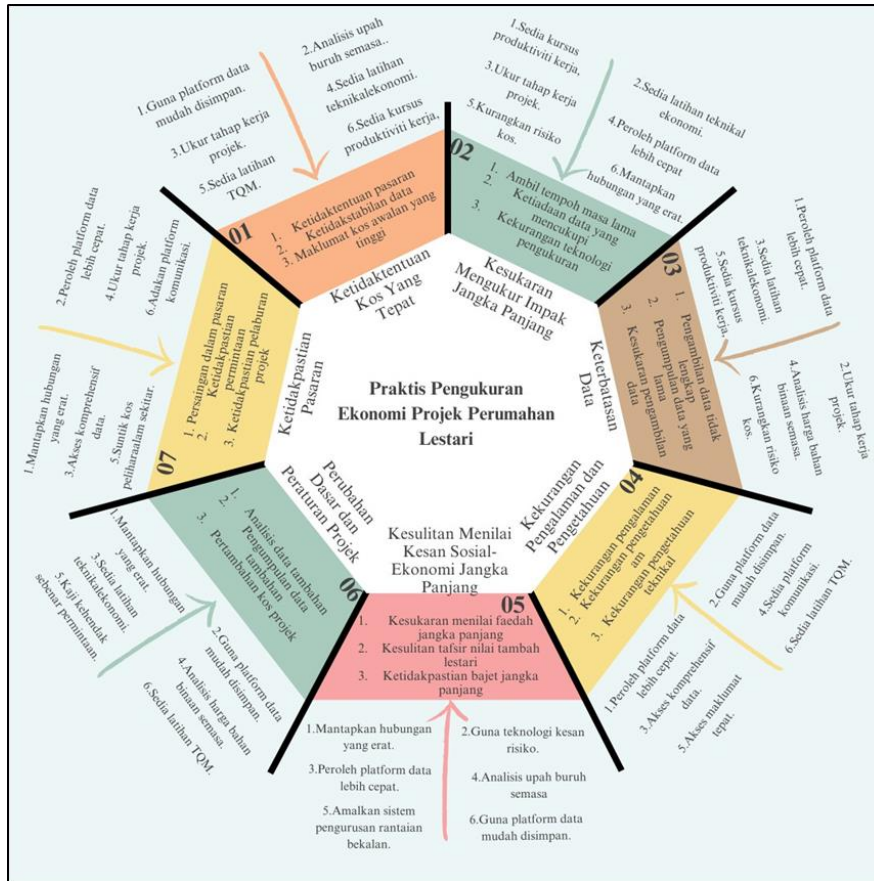 Praktis Pengukuran
Ekonomi Projek Perumahan
Lestari
01
Ketidaktentuan
Kos Yang
Tepat
1. Ketidaktentuan pasaran
2. Ketidakstabilan data
3. Maklumat kos awalan yang
tinggi
1.Guna platform data
mudah disimpan.
3.Ukur tahap kerja
projek.
5.Sedia latihan
TQM.
2.Analisis upah
buruh semasa..
4.Sedia latihan
teknikalekonomi.
6.Sedia kursus
produktiviti kerja,
02
Kesukaran
Mengukur Impak
Jangka Panjang
1. Ambil tempoh masa lama
2. Ketiadaan data yang
mencukupi
3. Kekurangan teknologi
pengukuran
1.Sedia kursus
produktiviti kerja,
3.Ukur tahap kerja
projek.
5.Kurangkan risiko
kos.
2.Sedia latihan teknikal
ekonomi.
4.Peroleh platform data
lebih cepat
6.Mantapkan
hubungan yang erat.
03
Keterbatasan
Data
1. Pengambilan data tidak
lengkap
2. Pengumpulan data yang
lama
3. Kesukaran pengambilan
data
1.Peroleh platform data
lebih cepat.
3.Sedia latihan
teknikalekonomi.
5.Sedia kursus
produktiviti kerja,
2.Ukur tahap kerja
projek.
4.Analisis harga bahan
binaan semasa.
6.Kurangkan risiko
kos.
04
Kekurangan
Pengalaman dan
Pengetahuan
1. Kekurangan pengalaman
2. Kekurangan pengetahuan
am
3. Kekurangan pengetahuan
teknikal
1.Peroleh platform data
lebih cepat.
3.Akses komprehensif
data.
5.Akses maklumat
tepat.
2.Guna platform data
mudah disimpan.
4.Sedia platform
komunikasi.
6.Sedia latihan TQM.
05
Kesulitan Menilai
Kesan Sosial-
Ekonomi Jangka
Panjang
1. Kesukaran menilai faedah
jangka panjang
2. Kesulitan tafsir nilai tambah
lestari
3. Ketidakpastian bajet jangka
panjang
1.Mantapkan hubungan
yang erat.
3.Peroleh platform data
lebih cepat.
5.Amalkan sistem
pengurusan rantaian
bekalan.
2.Guna teknologi kesan
risiko.
4.Analisis upah buruh
semasa
6.Guna platform data
mudah disimpan.
06
Perubahan
Dasar dan
Peraturan Projek
1. Analisis data tambahan
2. Pengumpulan data
tambahan
3. Pertambahan kos projek
1.Mantapkan hubungan
yang erat.
3.Sedia latihan
teknikalekonomi.
5.Kaji kehendak
sebenar permintaan.
2.Guna platform data
mudah disimpan.
4.Analisis harga bahan
binaan semasa.
6.Sedia latihan TQM.
07
Ketidakpastian
Pasaran
1. Persaingan dalam pasaran
2. Ketidakpastian
permintaan
3. Ketidakpastian pelaburan
projek
2.Peroleh platform data
lebih cepat.
4.Ukur tahap kerja
projek.
6.Adakan platform
komunikasi.
1.Mantapkan hubungan
yang erat.
3.Akses komprehensif
data.
5.Suntik kos
peliharaalam sekitar.